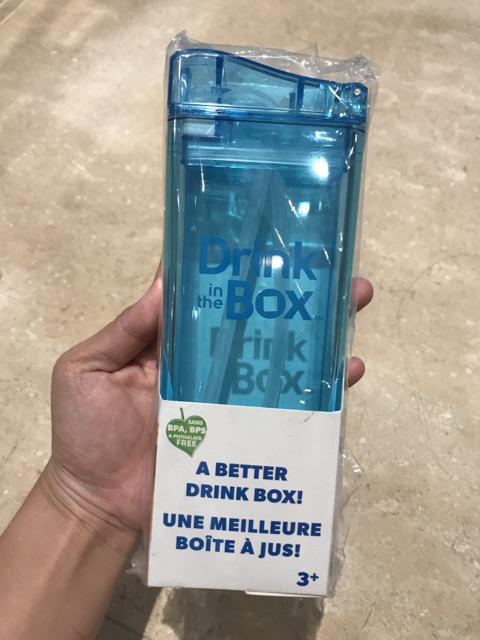 Drink
in
the Box
Drink
Box
SANS
BPA, BPS
& PHTHALATE
FREE
A BETTER
DRINK BOX!
UNE MEILLEURE
BOÎTE À JUS!
3+